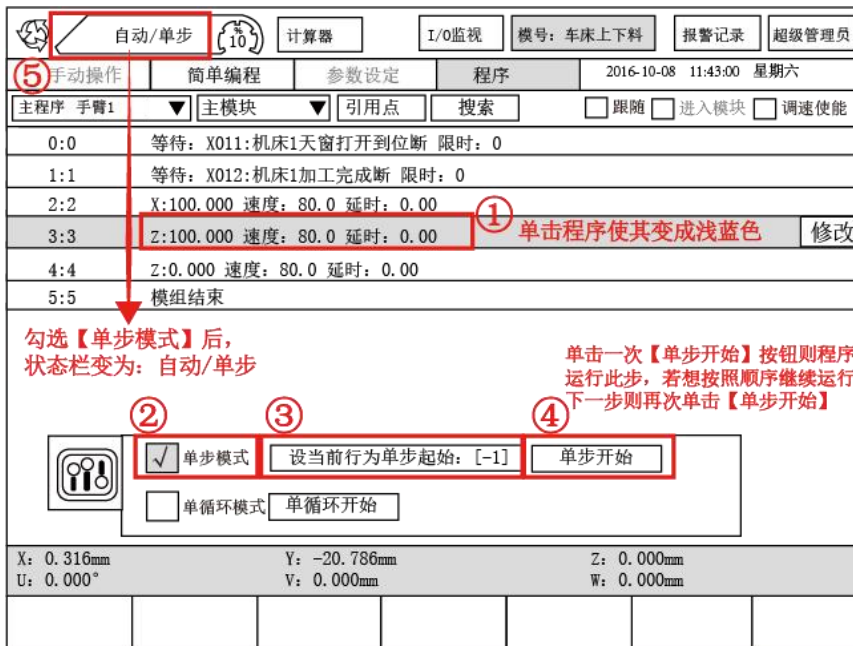 自动/单步 % 10 计算器 I/O监视 模号：车床上下料 报警记录 超级管理员
⑤ 手动操作 简单编程 参数设定 程序 2016-10-08 11:43:00 星期六
主程序 手臂1 主模块 引用点 搜索 跟随 进入模块 调速使能
0:0 等待：X011:机床1天窗打开到位断 限时：0
1:1 等待：X012:机床1加工完成断 限时：0
2:2 X:100.000 速度：80.0 延时：0.00
3:3 Z:100.000 速度：80.0 延时：0.00 ① 单击程序使其变成浅蓝色 修改
4:4 Z:0.000 速度：80.0 延时：0.00
5:5 模组结束
勾选【单步模式】后，
状态栏变为：自动/单步
单击一次【单步开始】按钮则程序
运行此步，若想按照顺序继续运行
下一步则再次单击【单步开始】
② ③ ④
√ 单步模式 设当前行为单步起始：[-1] 单步开始
单循环模式 单循环开始
X: 0.316mm Y: -20.786mm Z: 0.000mm
U: 0.000° V: 0.000mm W: 0.000mm